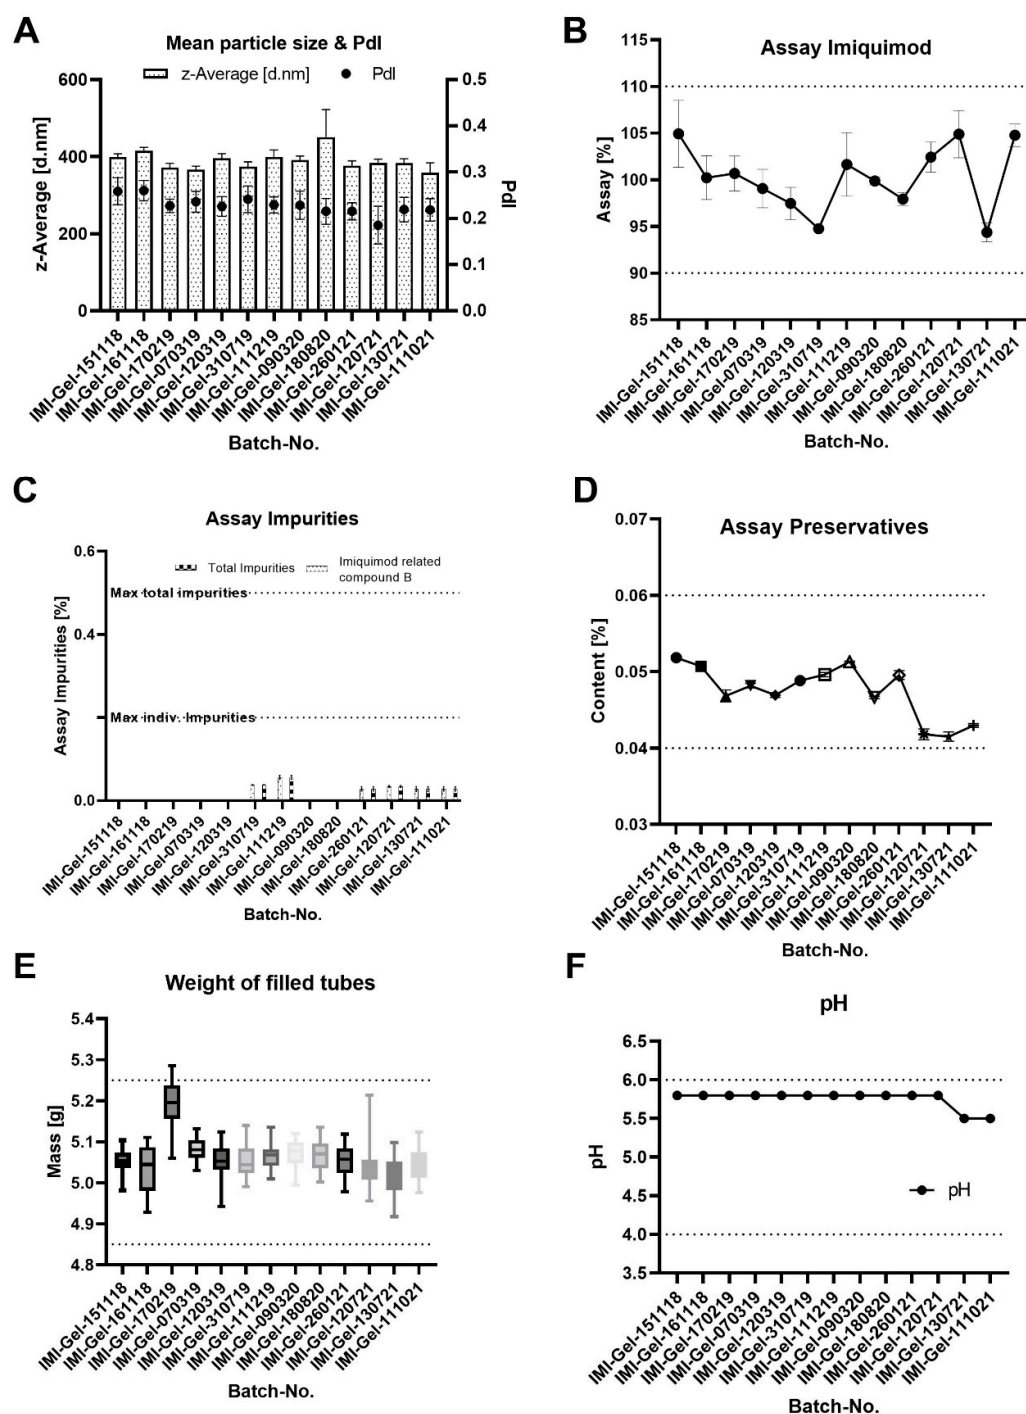 A
Mean particle size & PdI
z-Average [d.nm]
PdI
600
400
200
0
z-Average [d.nm]
0.5
0.4
0.3
0.2
0.1
0.0
PdI
IMI-Gel-151118
IMI-Gel-161118
IMI-Gel-170219
IMI-Gel-070319
IMI-Gel-120319
IMI-Gel-310719
IMI-Gel-111219
IMI-Gel-090320
IMI-Gel-180820
IMI-Gel-260121
IMI-Gel-120721
IMI-Gel-130721
IMI-Gel-111021
Batch-No.
B
Assay Imiquimod
115
110
105
100
95
90
85
Assay [%]
IMI-Gel-151118
IMI-Gel-161118
IMI-Gel-170219
IMI-Gel-070319
IMI-Gel-120319
IMI-Gel-310719
IMI-Gel-111219
IMI-Gel-090320
IMI-Gel-180820
IMI-Gel-260121
IMI-Gel-120721
IMI-Gel-130721
IMI-Gel-111021
Batch-No.
C
Assay Impurities
Total Impurities
Imiquimod related
compound B
0.6
0.4
0.2
0.0
Assay Impurities [%]
Max total impurities
Max indiv. Impurities
IMI-Gel-151118
IMI-Gel-161118
IMI-Gel-170219
IMI-Gel-070319
IMI-Gel-120319
IMI-Gel-310719
IMI-Gel-111219
IMI-Gel-090320
IMI-Gel-180820
IMI-Gel-260121
IMI-Gel-120721
IMI-Gel-130721
IMI-Gel-111021
Batch-No.
D
Assay Preservatives
0.07
0.06
0.05
0.04
0.03
Content [%]
IMI-Gel-151118
IMI-Gel-161118
IMI-Gel-170219
IMI-Gel-070319
IMI-Gel-120319
IMI-Gel-310719
IMI-Gel-111219
IMI-Gel-090320
IMI-Gel-180820
IMI-Gel-260121
IMI-Gel-120721
IMI-Gel-130721
IMI-Gel-111021
Batch-No.
E
Weight of filled tubes
5.4
5.3
5.2
5.1
5.0
4.9
4.8
Mass [g]
IMI-Gel-151118
IMI-Gel-161118
IMI-Gel-170219
IMI-Gel-070319
IMI-Gel-120319
IMI-Gel-310719
IMI-Gel-111219
IMI-Gel-090320
IMI-Gel-180820
IMI-Gel-260121
IMI-Gel-120721
IMI-Gel-130721
IMI-Gel-111021
Batch-No.
F
pH
6.5
6.0
5.5
5.0
4.5
4.0
3.5
pH
pH
IMI-Gel-151118
IMI-Gel-161118
IMI-Gel-170219
IMI-Gel-070319
IMI-Gel-120319
IMI-Gel-310719
IMI-Gel-111219
IMI-Gel-090320
IMI-Gel-180820
IMI-Gel-260121
IMI-Gel-120721
IMI-Gel-130721
IMI-Gel-111021
Batch-No.